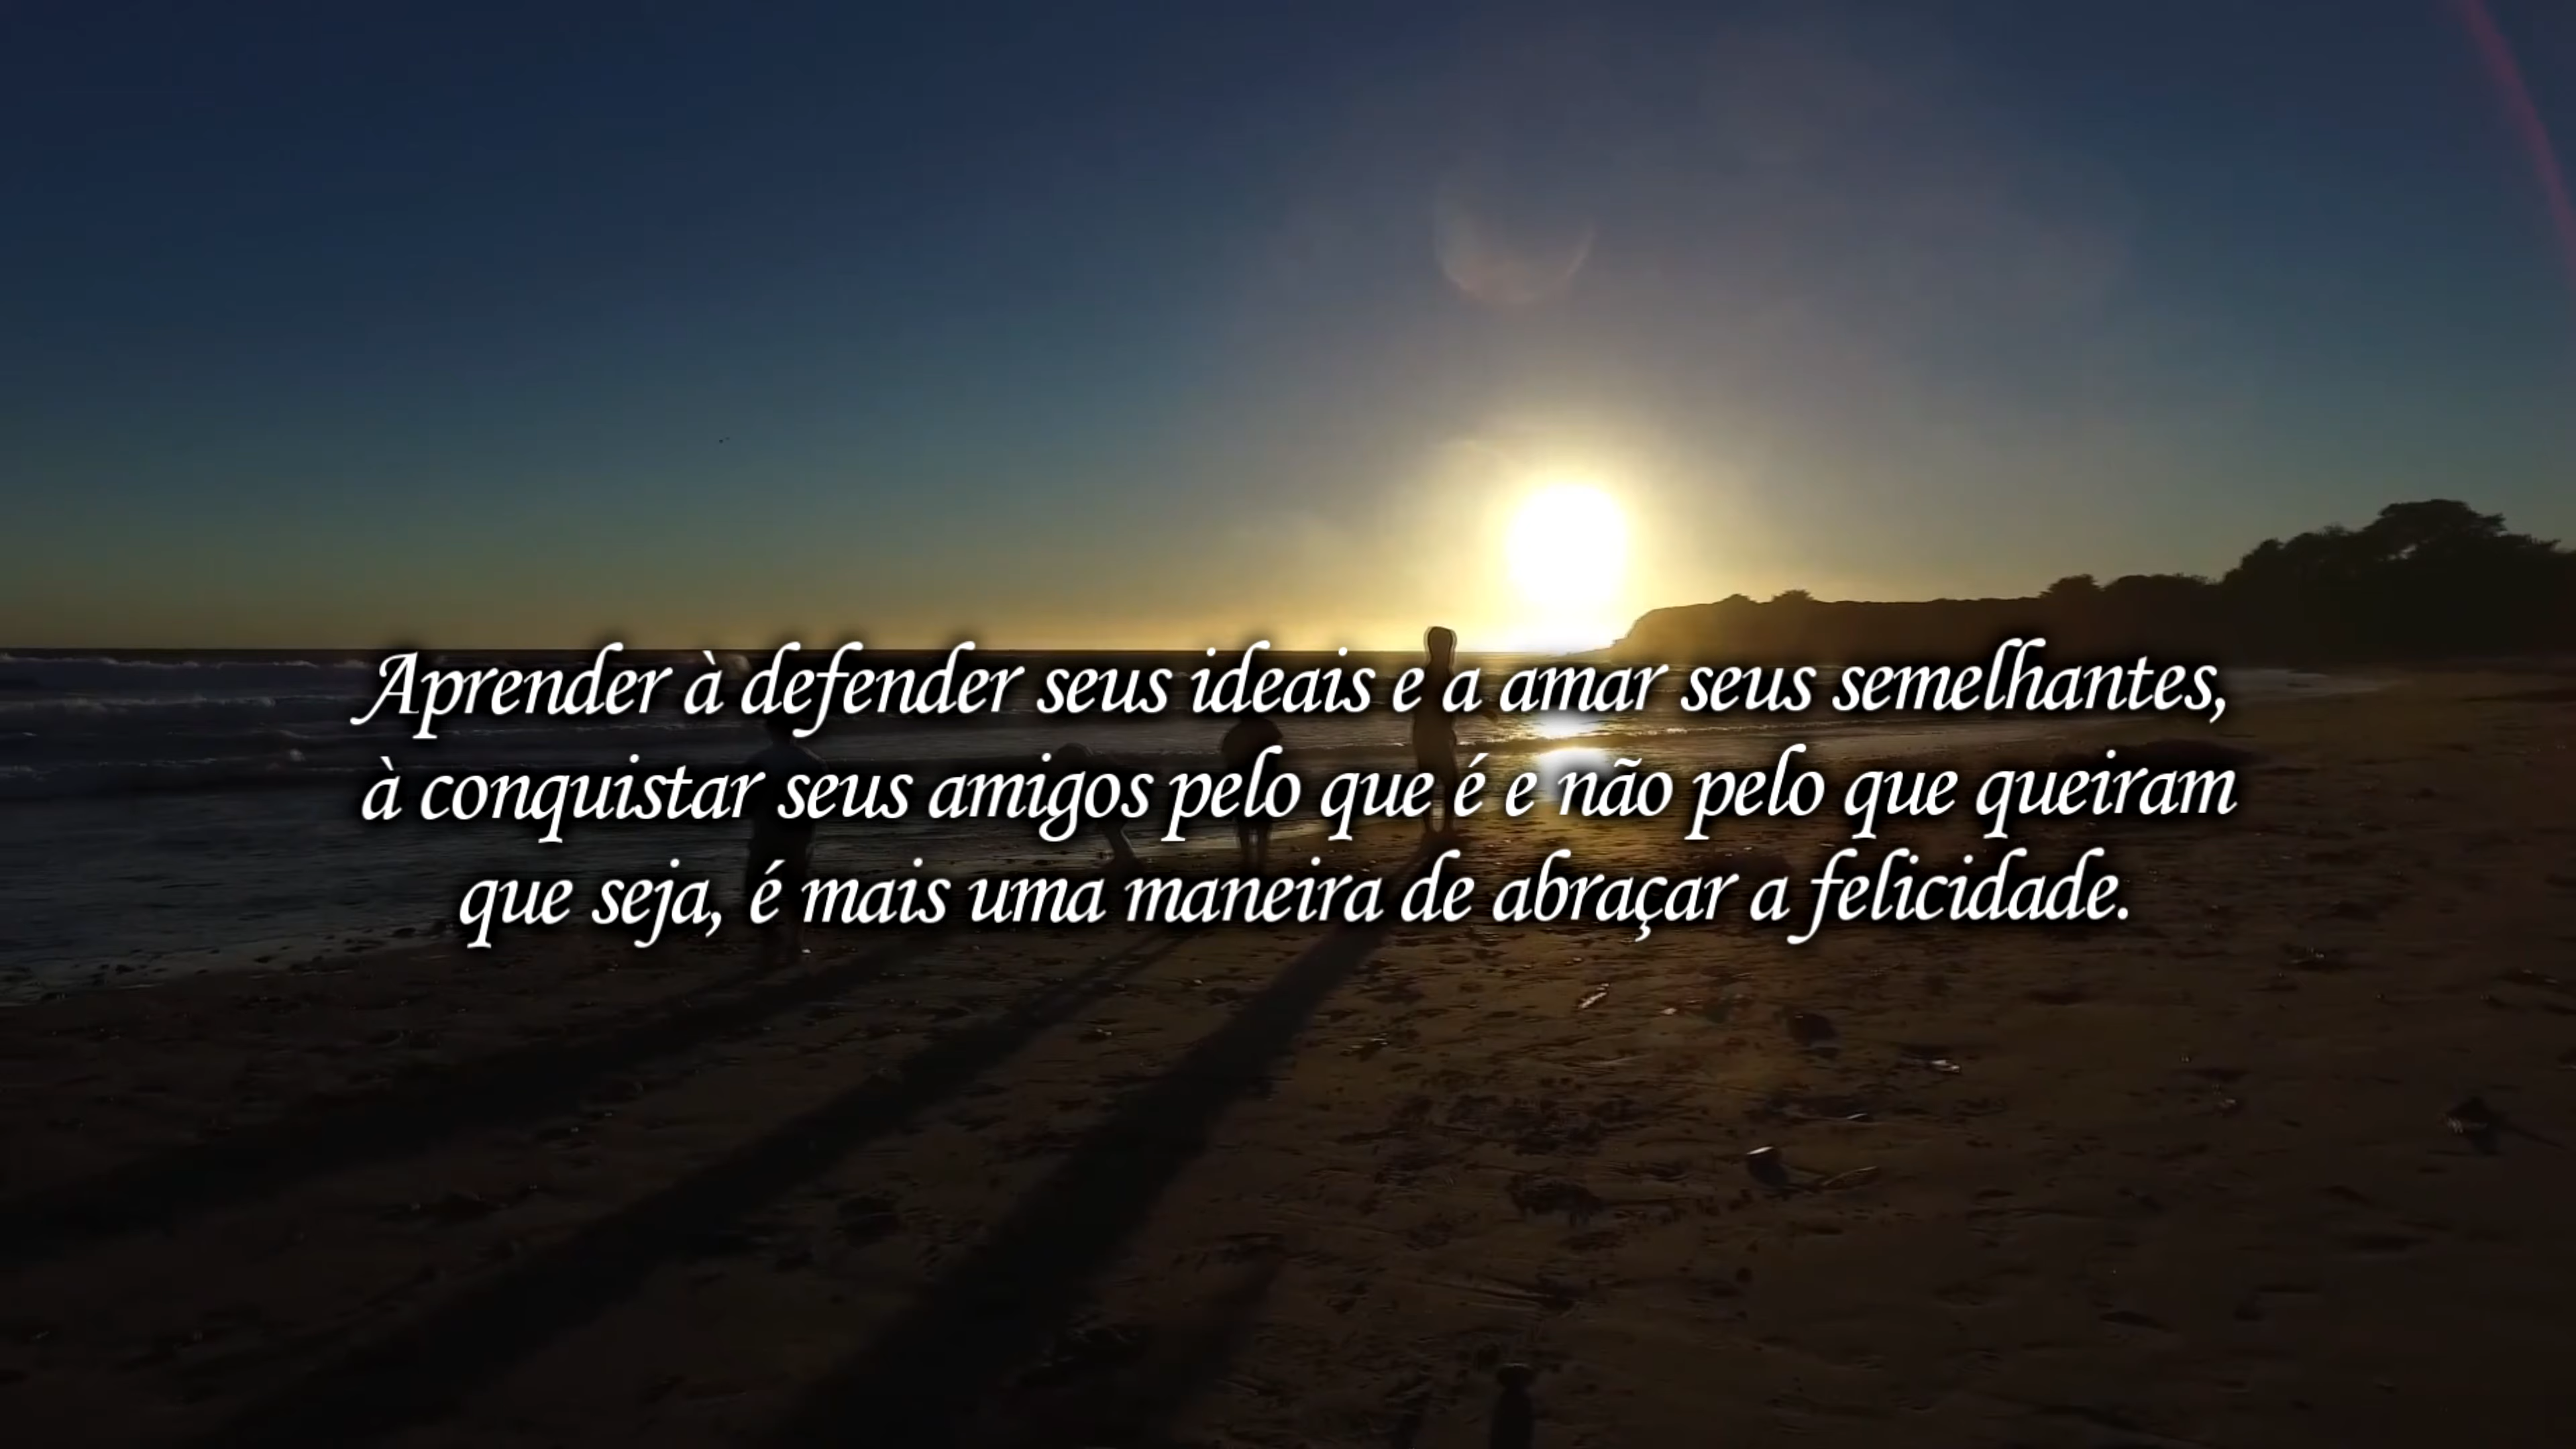 Aprender à defender seus ideais e a amar seus semelhantes,
à conquistar seus amigos pelo que é e não pelo que queiram
que seja, é mais uma maneira de abraçar a felicidade.